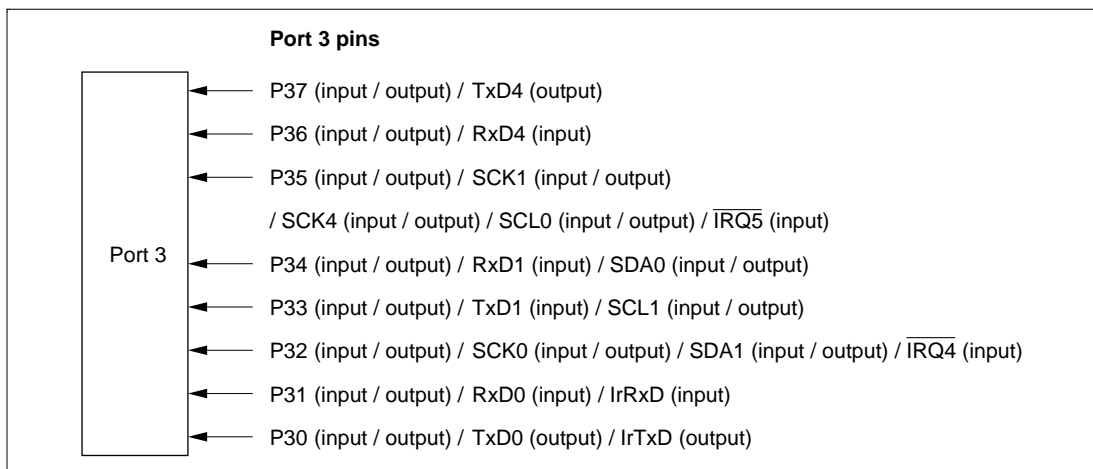 Port 3 pins
P37 (input / output) / TxD4 (output)
P36 (input / output) / RxD4 (input)
P35 (input / output) / SCK1 (input / output)
/ SCK4 (input / output) / SCL0 (input / output) / I̅R̅Q̅5̅ (input)
Port 3
P34 (input / output) / RxD1 (input) / SDA0 (input / output)
P33 (input / output) / TxD1 (input) / SCL1 (input / output)
P32 (input / output) / SCK0 (input / output) / SDA1 (input / output) / I̅R̅Q̅4̅ (input)
P31 (input / output) / RxD0 (input) / IrRxD (input)
P30 (input / output) / TxD0 (output) / IrTxD (output)